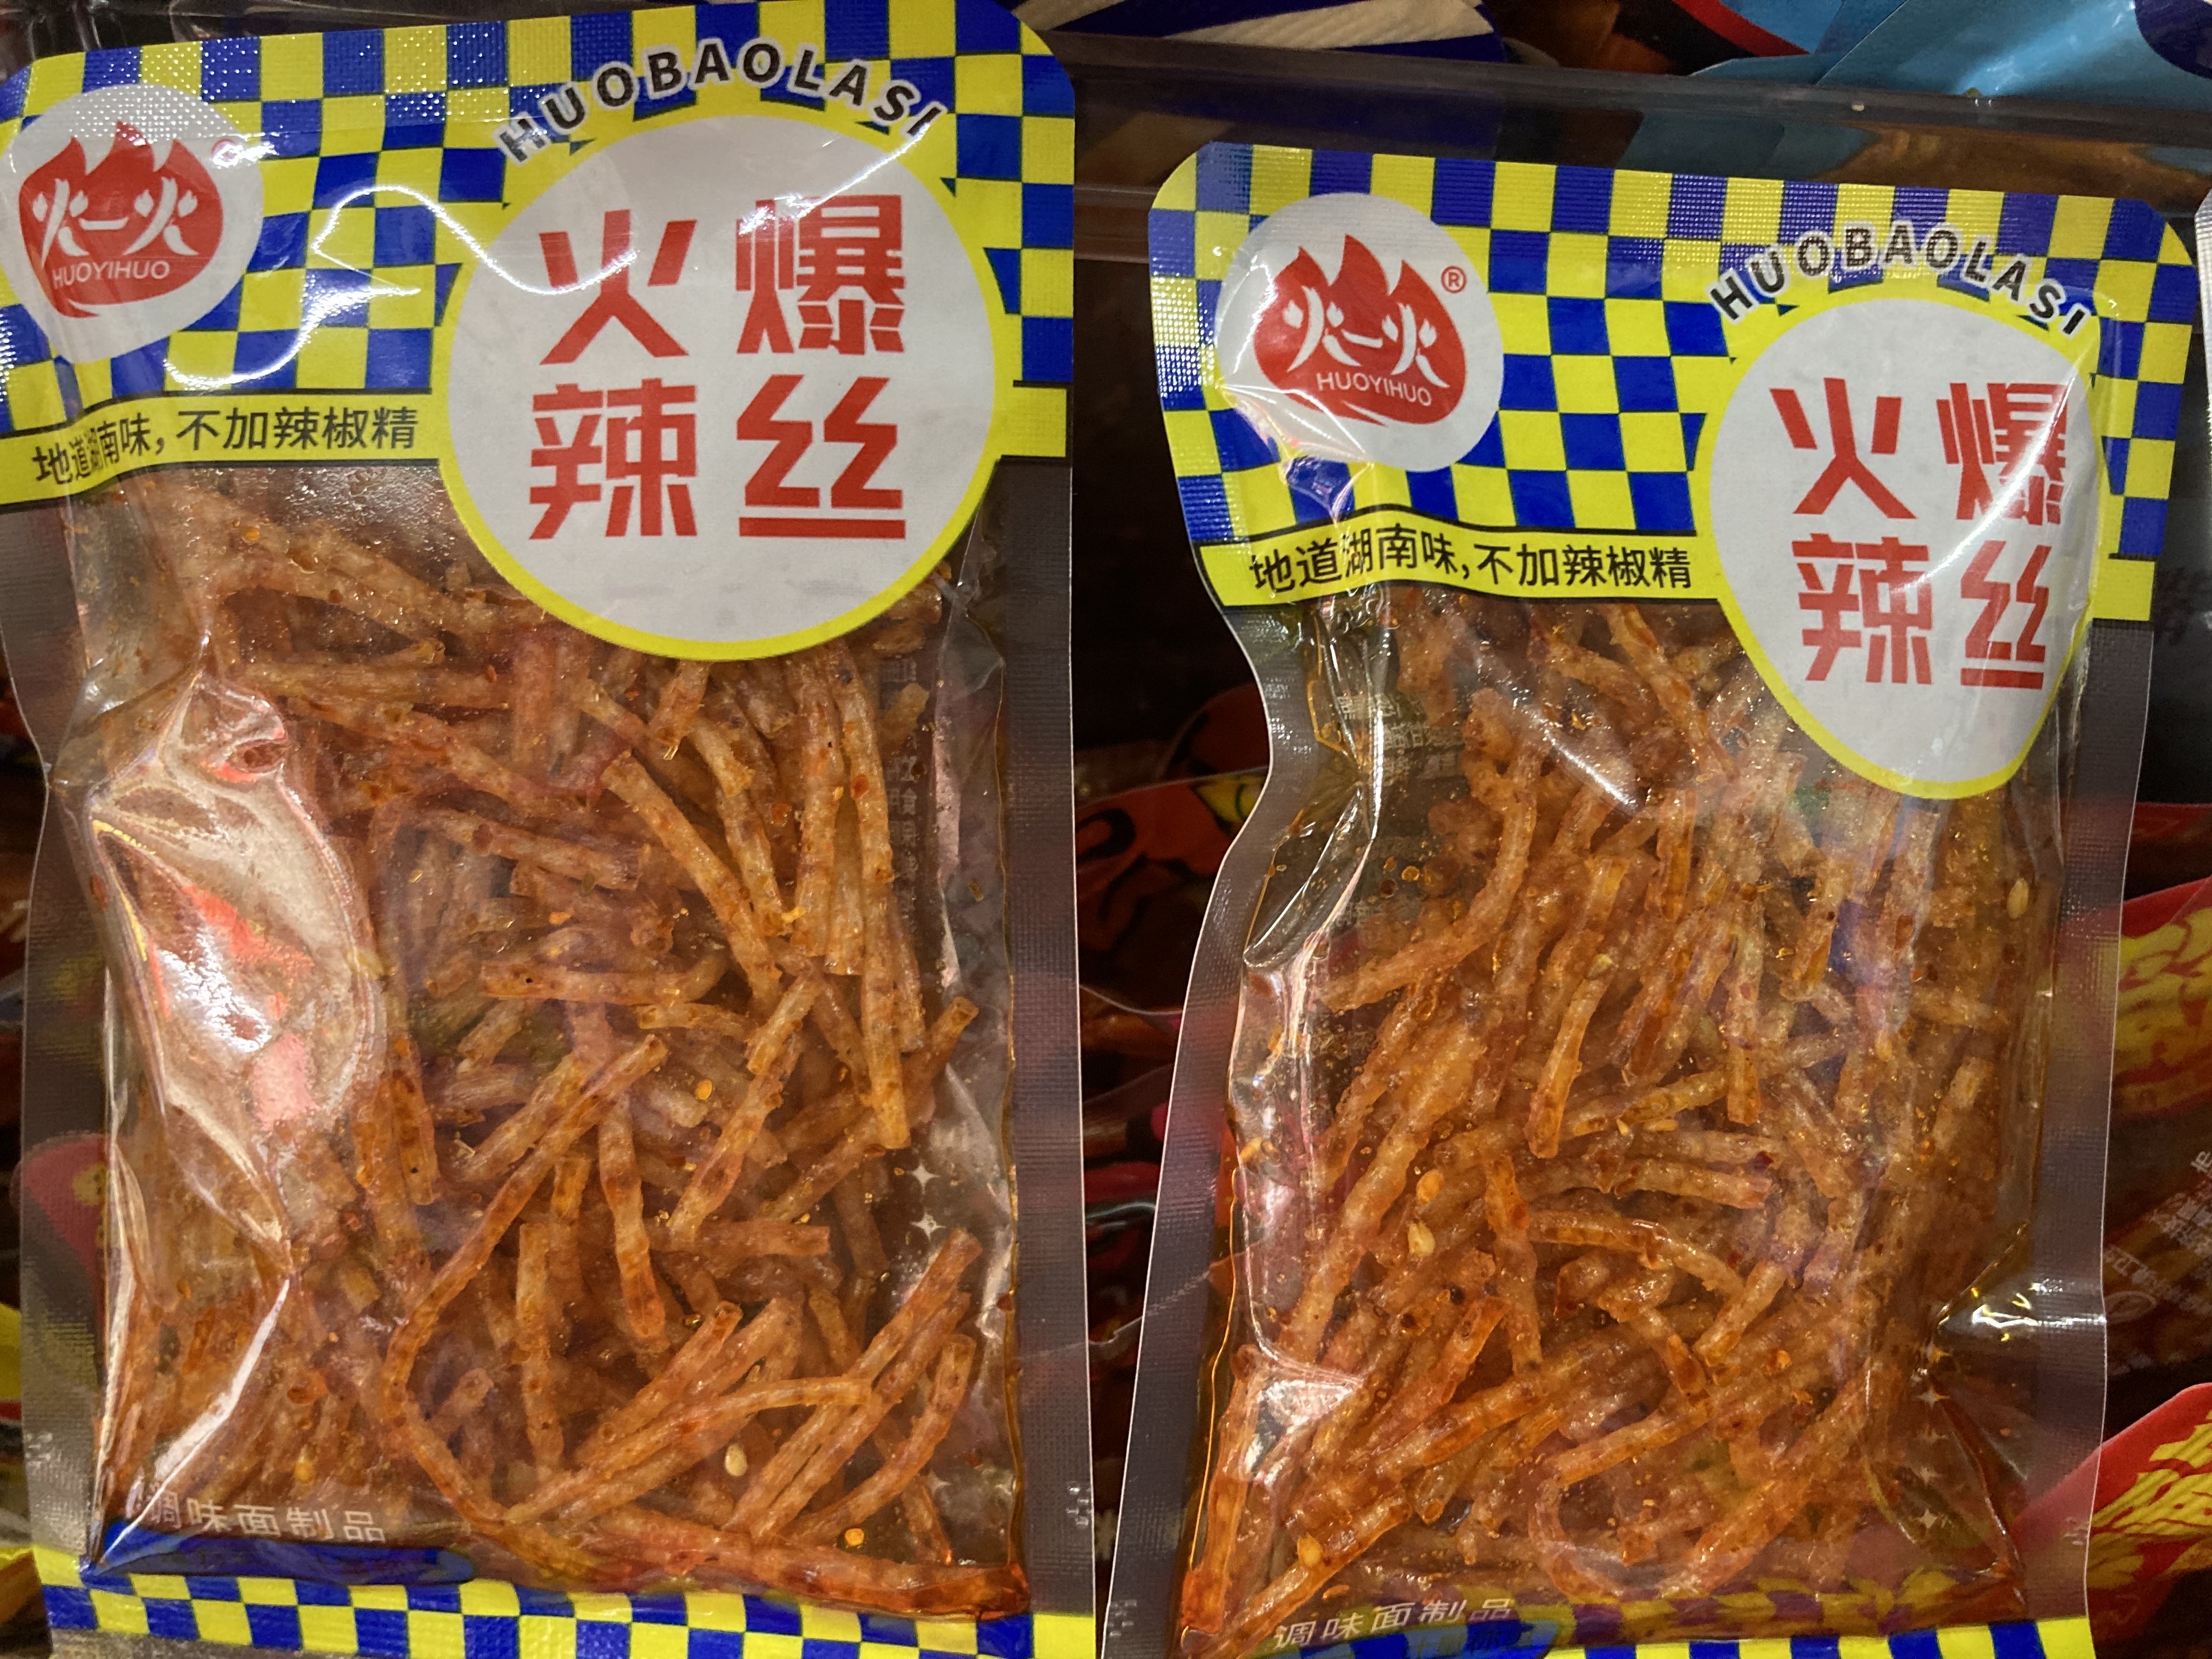 HUOBAOLASI
火一火
HUOYIHUO
火爆
辣丝
地道湖南味,不加辣椒精
调味面制品
HUOBAOLASI
火一火®
HUOYIHUO
火爆
辣丝
地道湖南味,不加辣椒精
调味面制品